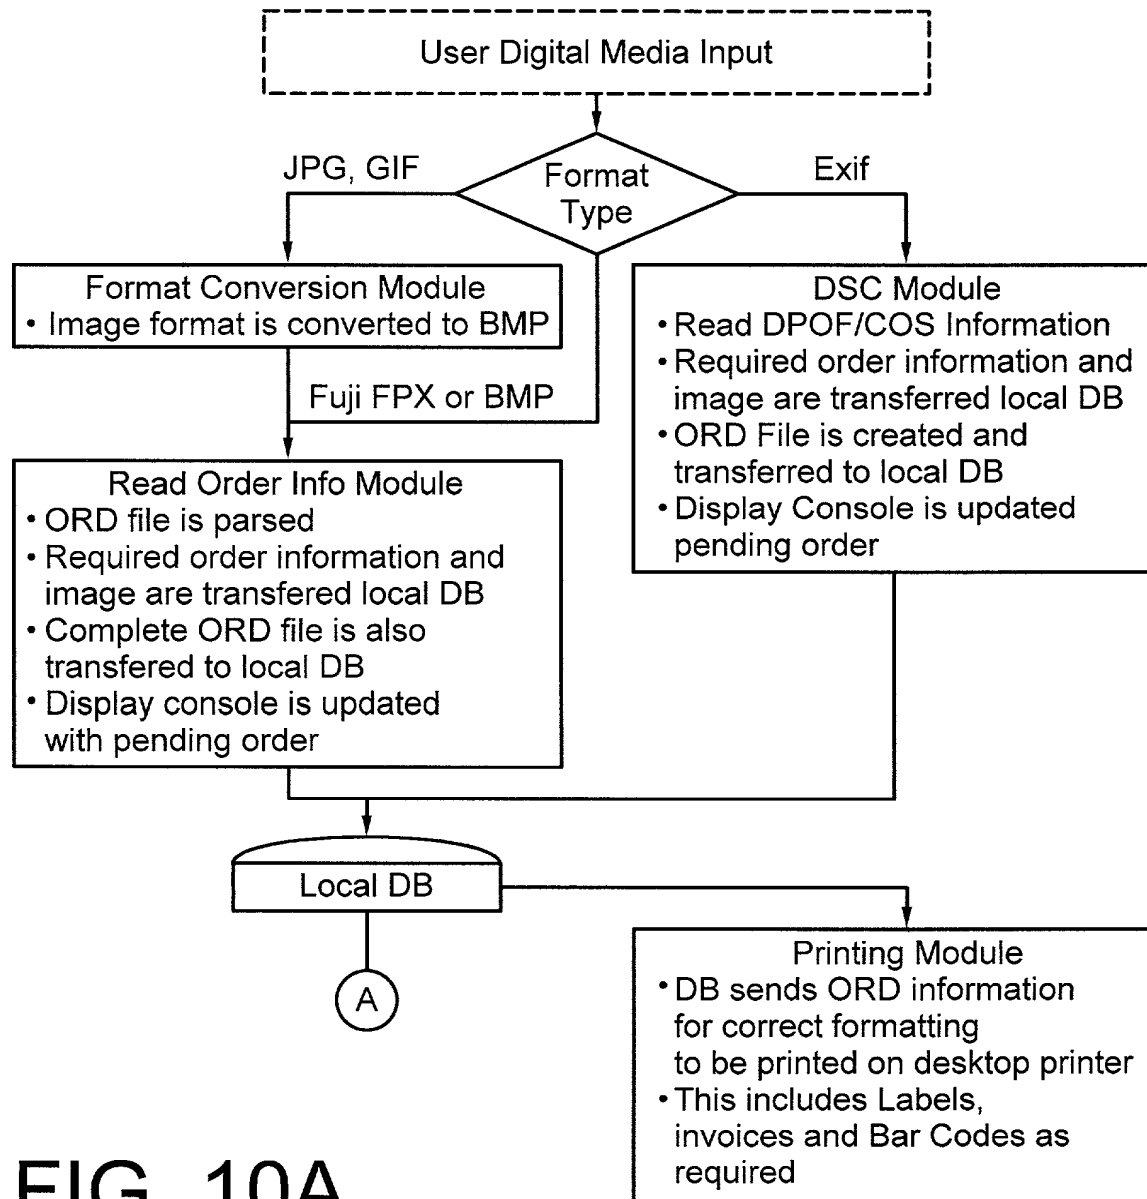 User Digital Media Input
JPG, GIF
Format
Type
Exif
Format Conversion Module
• Image format is converted to BMP
Fuji FPX or BMP
DSC Module
• Read DPOF/COS Information
• Required order information and
image are transferred local DB
• ORD File is created and
transferred to local DB
• Display Console is updated
pending order
Read Order Info Module
• ORD file is parsed
• Required order information and
image are transfered local DB
• Complete ORD file is also
transfered to local DB
• Display console is updated
with pending order
Local DB
A
Printing Module
• DB sends ORD information
for correct formatting
to be printed on desktop printer
• This includes Labels,
invoices and Bar Codes as
required
FIG. 10A